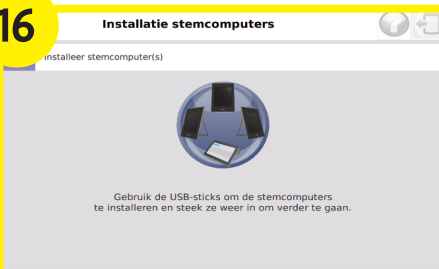 16
Installatie stemcomputers
Installeer stemcomputer(s)
Gebruik de USB-sticks om de stemcomputers
te installeren en steek ze weer in om verder te gaan.